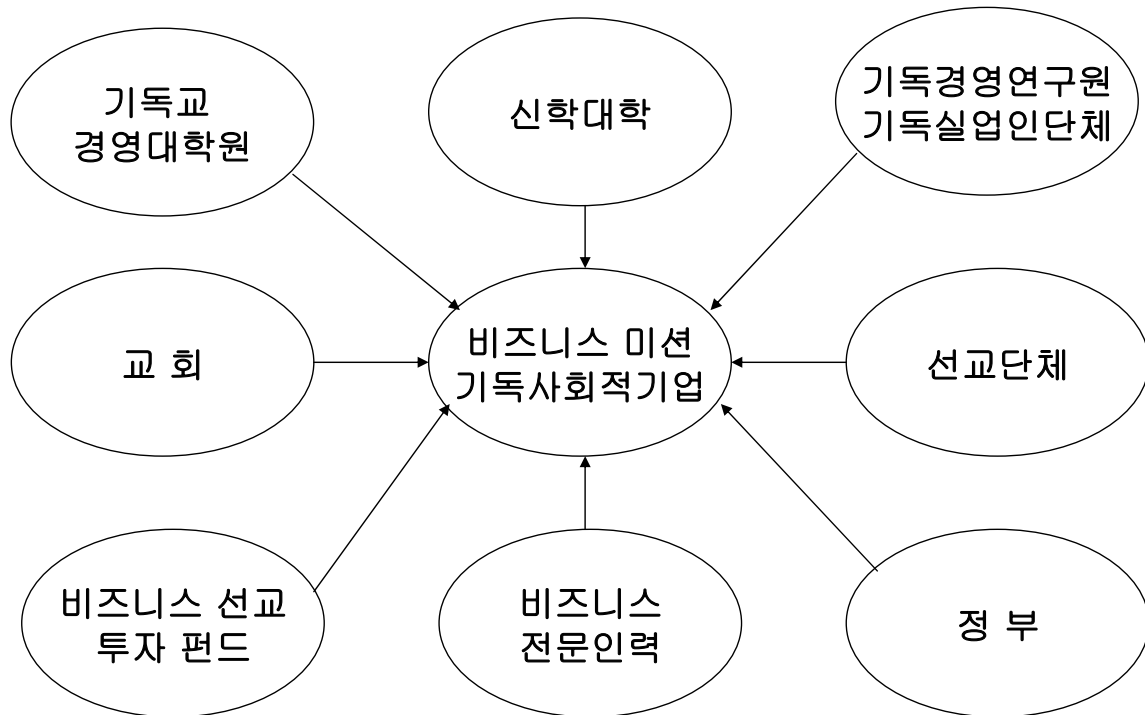 기독교
경영대학원
신학대학
기독경영연구원
기독실업인단체
교 회
비즈니스 미션
기독사회적기업
선교단체
비즈니스 선교
투자 펀드
비즈니스
전문인력
정 부